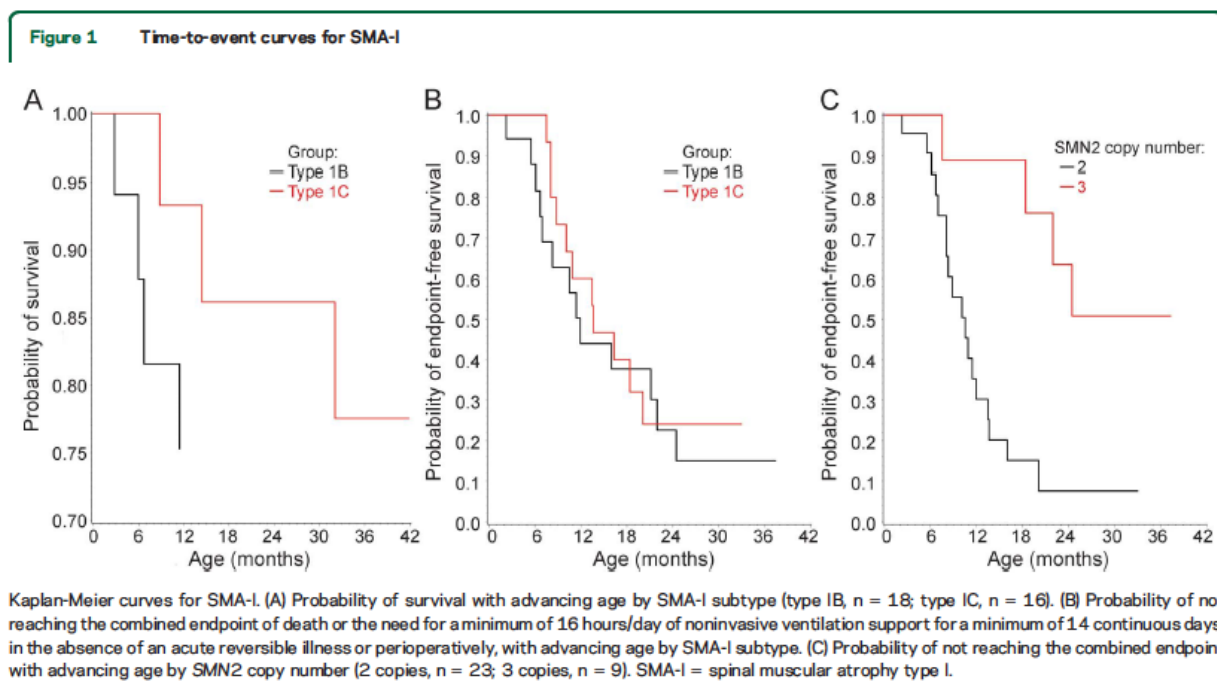 Figure 1 Time-to-event curves for SMA-I
A
Probability of survival
1.00
0.95
0.90
0.85
0.80
0.75
0.70
Group:
Type 1B
Type 1C
0 6 12 18 24 30 36 42
Age (months)
B
Probability of endpoint-free survival
1.0
0.9
0.8
0.7
0.6
0.5
0.4
0.3
0.2
0.1
0.0
Group:
Type 1B
Type 1C
0 6 12 18 24 30 36 42
Age (months)
C
Probability of endpoint-free survival
1.0
0.9
0.8
0.7
0.6
0.5
0.4
0.3
0.2
0.1
0.0
SMN2 copy number:
2
3
0 6 12 18 24 30 36 42
Age (months)
Kaplan-Meier curves for SMA-I. (A) Probability of survival with advancing age by SMA-I subtype (type IB, n = 18; type IC, n = 16). (B) Probability of no
reaching the combined endpoint of death or the need for a minimum of 16 hours/day of noninvasive ventilation support for a minimum of 14 continuous days
in the absence of an acute reversible illness or perioperatively, with advancing age by SMA-I subtype. (C) Probability of not reaching the combined endpoin
with advancing age by SMN2 copy number (2 copies, n = 23; 3 copies, n = 9). SMA-I = spinal muscular atrophy type I.